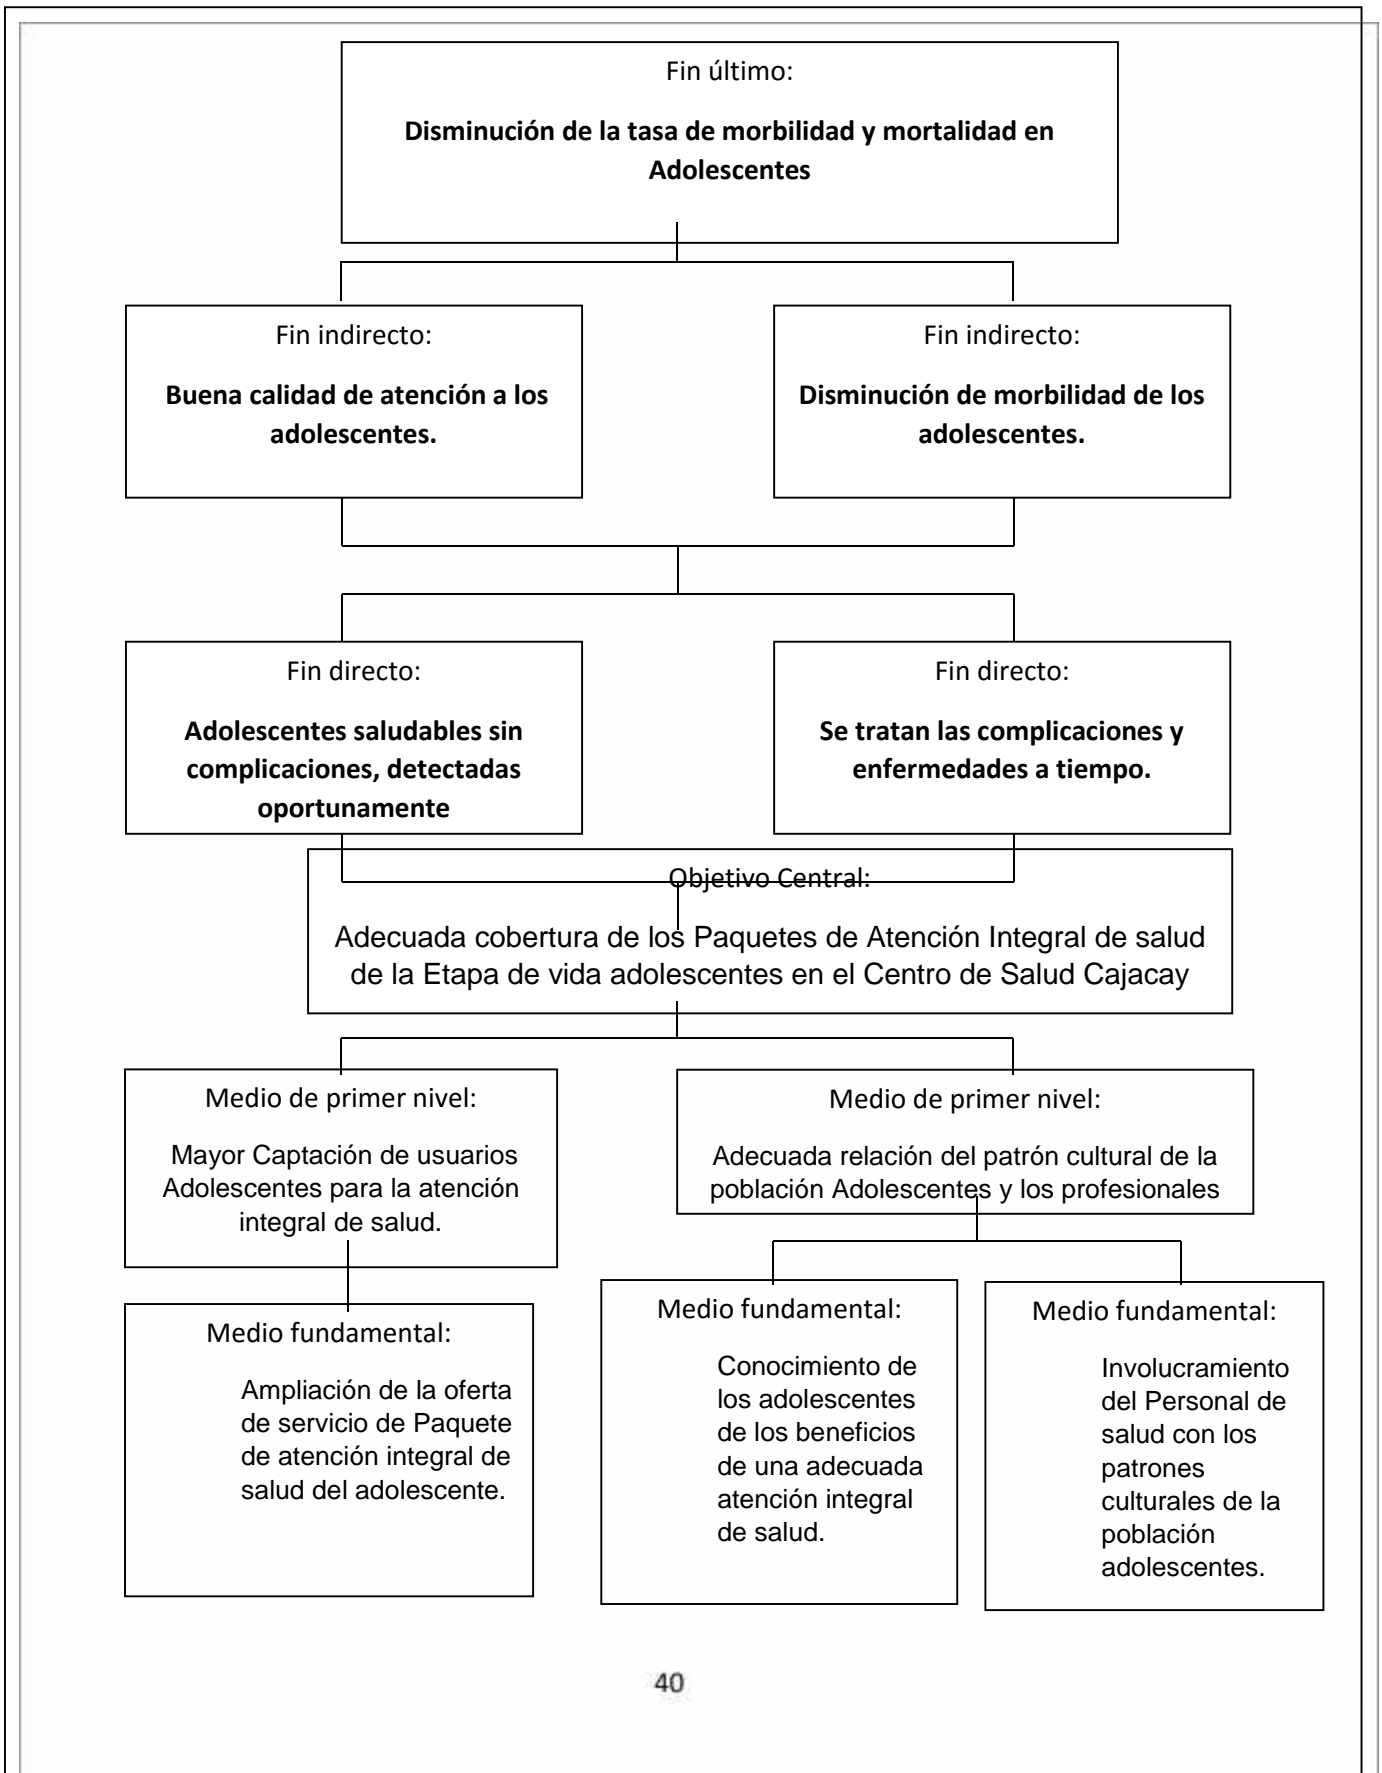 Fin último:
Disminución de la tasa de morbilidad y mortalidad en
Adolescentes
Fin indirecto:
Buena calidad de atención a los
adolescentes.
Fin indirecto:
Disminución de morbilidad de los
adolescentes.
Fin directo:
Adolescentes saludables sin
complicaciones, detectadas
oportunamente
Fin directo:
Se tratan las complicaciones y
enfermedades a tiempo.
Objetivo Central:
Adecuada cobertura de los Paquetes de Atención Integral de salud
de la Etapa de vida adolescentes en el Centro de Salud Cajacay
Medio de primer nivel:
Mayor Captación de usuarios
Adolescentes para la atención
integral de salud.
Medio de primer nivel:
Adecuada relación del patrón cultural de la
población Adolescentes y los profesionales
Medio fundamental:
Ampliación de la oferta
de servicio de Paquete
de atención integral de
salud del adolescente.
Medio fundamental:
Conocimiento de
los adolescentes
de los beneficios
de una adecuada
atención integral
de salud.
Medio fundamental:
Involucramiento
del Personal de
salud con los
patrones
culturales de la
población
adolescentes.
40